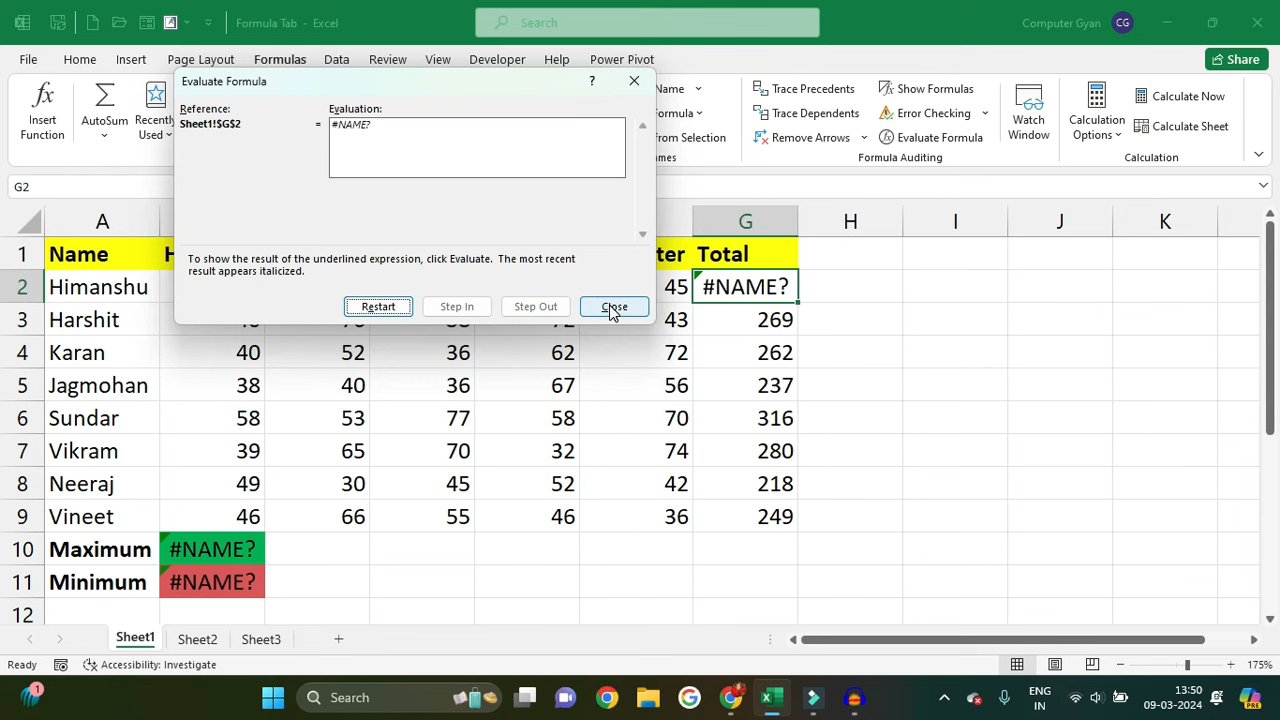 Formula Tab - Excel
Search
Computer Gyan CG
File Home Insert Page Layout Formulas Data Review View Developer Help Power Pivot Share
Evaluate Formula ?
Reference: Evaluation:
Sheet1!$G$2 = #NAME?
To show the result of the underlined expression, click Evaluate. The most recent
result appears italicized.
Restart Step In Step Out Close
Insert Function
AutoSum
Recently Used
Name
from Selection
Trace Precedents
Trace Dependents
Remove Arrows
Show Formulas
Error Checking
Evaluate Formula
Formula Auditing
Watch Window
Calculation Options
Calculate Now
Calculate Sheet
Calculation
G2
A G H I J K
1 Name Total
2 Himanshu 45 #NAME?
3 Harshit 43 269
4 Karan 40 52 36 62 72 262
5 Jagmohan 38 40 36 67 56 237
6 Sundar 58 53 77 58 70 316
7 Vikram 39 65 70 32 74 280
8 Neeraj 49 30 45 52 42 218
9 Vineet 46 66 55 46 36 249
10 Maximum #NAME?
11 Minimum #NAME?
12
Sheet1 Sheet2 Sheet3
Ready Accessibility: Investigate 175%
1 Search ENG IN 13:50 09-03-2024 PRE